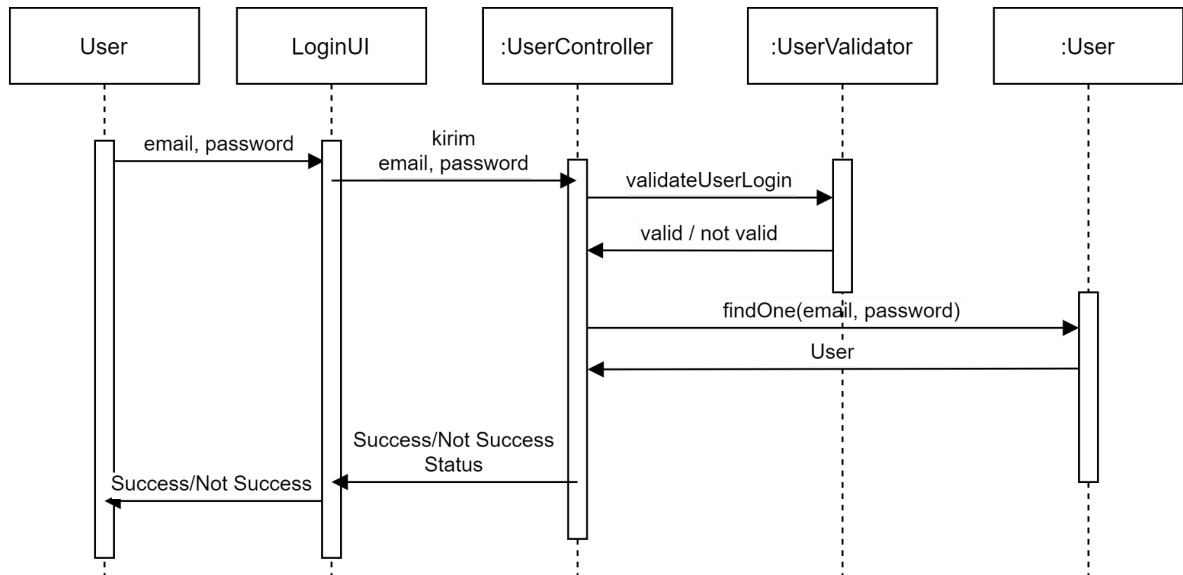 User
LoginUI
:UserController
:UserValidator
:User
email, password
kirim
email, password
validateUserLogin
valid / not valid
findOne(email, password)
User
Success/Not Success
Status
Success/Not Success